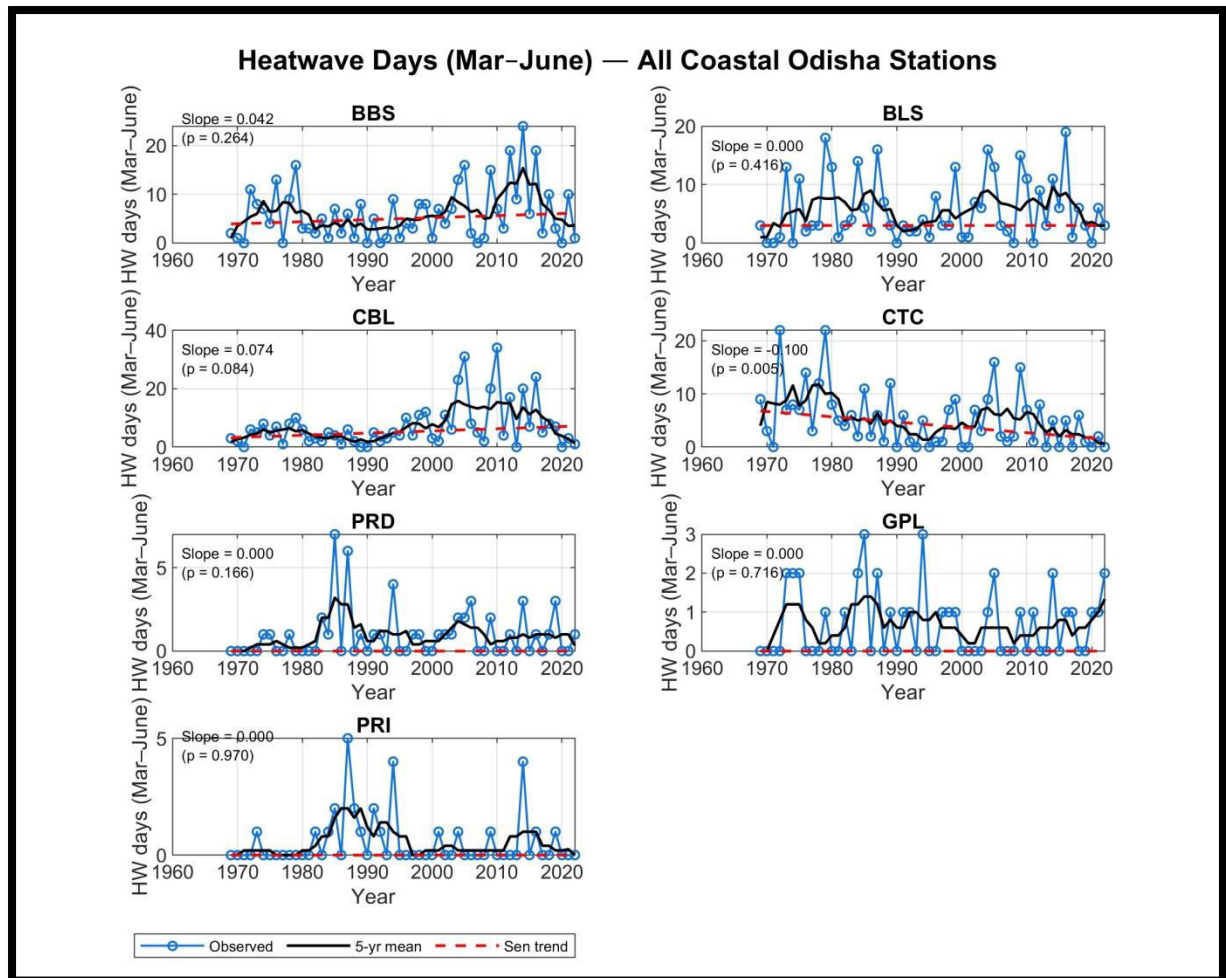 Heatwave Days (Mar–June) — All Coastal Odisha Stations
BBS
Slope = 0.042
(p = 0.264)
HW days (Mar–June)
20
10
0
1960 1970 1980 1990 2000 2010 2020
Year
BLS
Slope = 0.000
(p = 0.416)
HW days (Mar–June)
20
10
0
1960 1970 1980 1990 2000 2010 2020
Year
CBL
Slope = 0.074
(p = 0.084)
HW days (Mar–June)
40
20
0
1960 1970 1980 1990 2000 2010 2020
Year
CTC
Slope = -0.100
(p = 0.005)
HW days (Mar–June)
20
10
0
1960 1970 1980 1990 2000 2010 2020
Year
PRD
Slope = 0.000
(p = 0.166)
HW days (Mar–June)
5
0
1960 1970 1980 1990 2000 2010 2020
Year
GPL
Slope = 0.000
(p = 0.716)
HW days (Mar–June)
3
2
1
0
1960 1970 1980 1990 2000 2010 2020
Year
PRI
Slope = 0.000
(p = 0.970)
HW days (Mar–June)
5
0
1960 1970 1980 1990 2000 2010 2020
Year
Observed 5-yr mean Sen trend